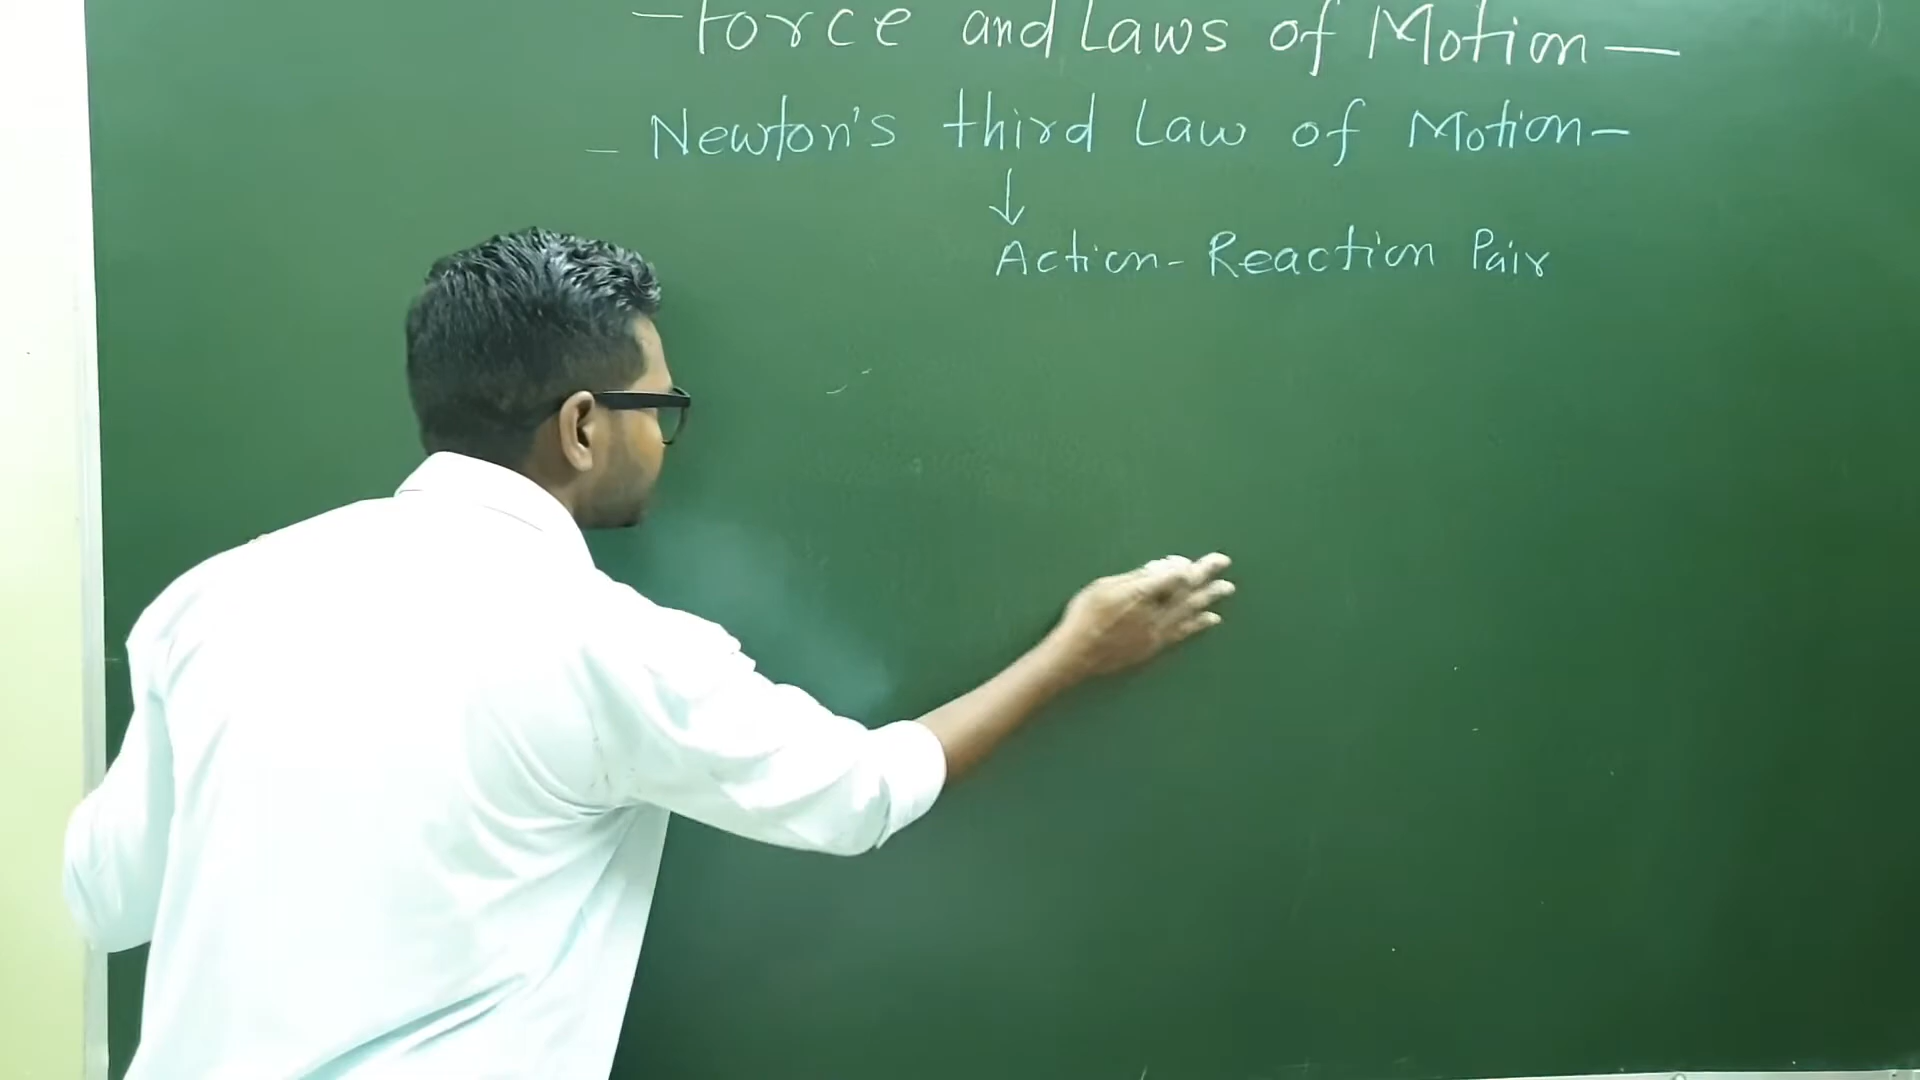 - Force and Laws of Motion -
- Newton's third Law of Motion -
↓
Action - Reaction Pair